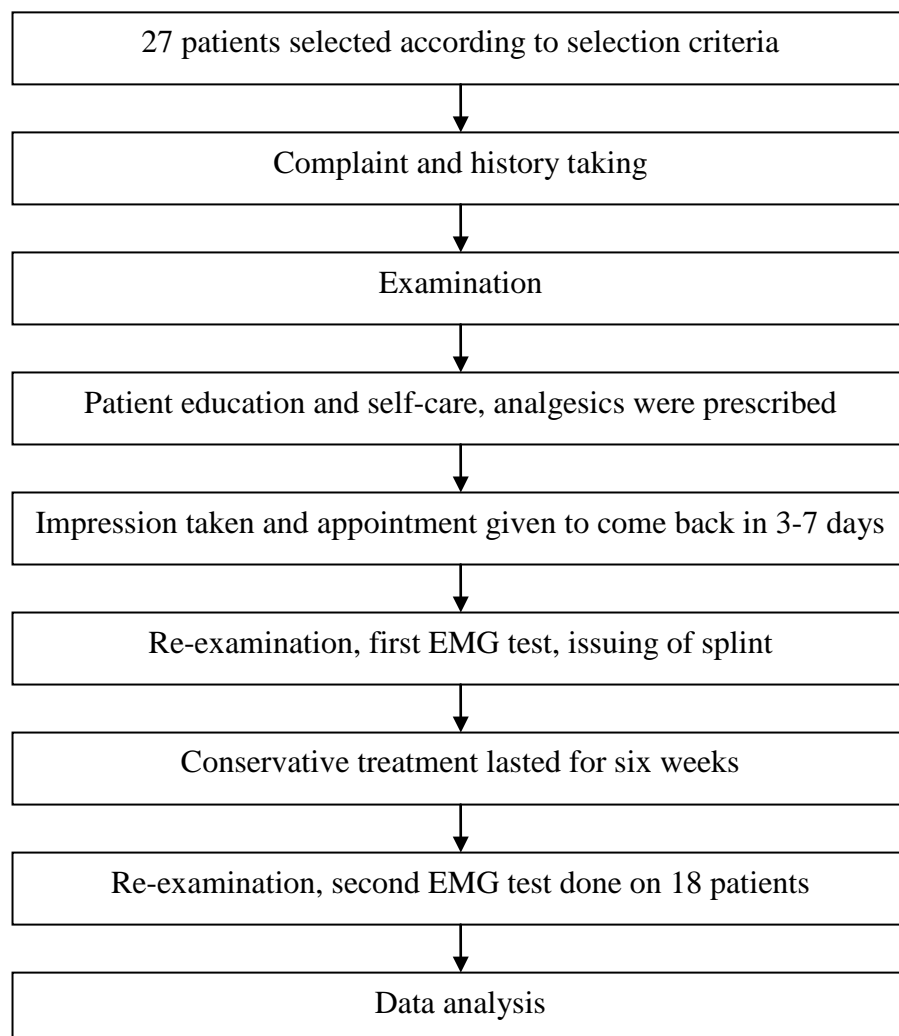 27 patients selected according to selection criteria
Complaint and history taking
Examination
Patient education and self-care, analgesics were prescribed
Impression taken and appointment given to come back in 3-7 days
Re-examination, first EMG test, issuing of splint
Conservative treatment lasted for six weeks
Re-examination, second EMG test done on 18 patients
Data analysis